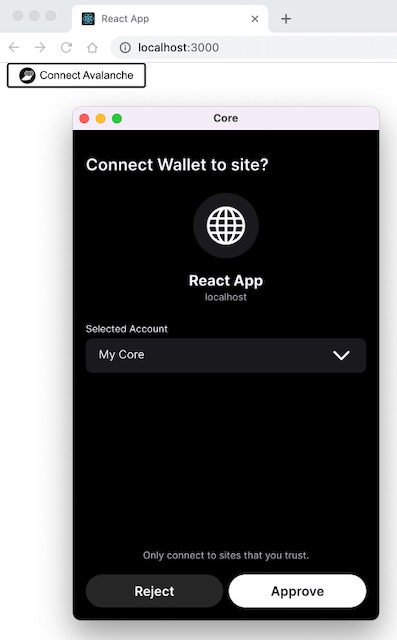 React App
localhost:3000
Connect Avalanche
Core
Connect Wallet to site?
React App
localhost
Selected Account
My Core
Only connect to sites that you trust.
Reject Approve